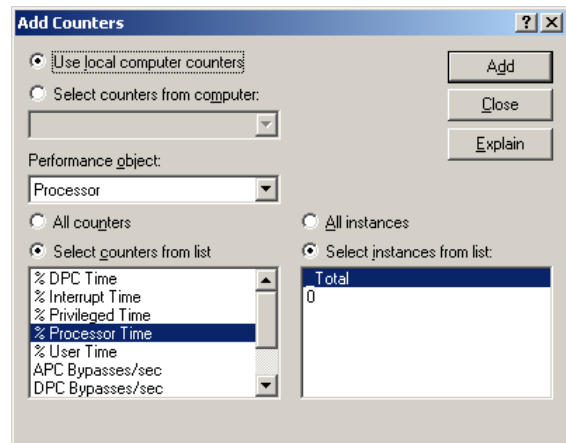 Add Counters
Use local computer counters
Select counters from computer:
Add
Close
Explain
Performance object:
Processor
All counters
Select counters from list
% DPC Time
% Interrupt Time
% Privileged Time
% Processor Time
% User Time
APC Bypasses/sec
DPC Bypasses/sec
All instances
Select instances from list:
_Total
0